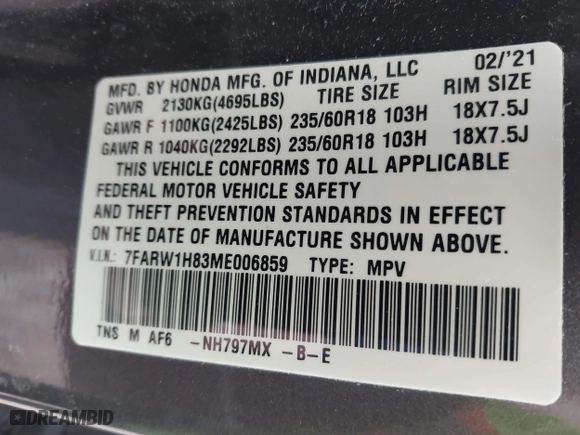 MFD. BY HONDA MFG. OF INDIANA, LLC 02/'21
GVWR 2130KG(4695LBS) TIRE SIZE RIM SIZE
GAWR F 1100KG(2425LBS) 235/60R18 103H 18X7.5J
GAWR R 1040KG(2292LBS) 235/60R18 103H 18X7.5J
THIS VEHICLE CONFORMS TO ALL APPLICABLE
FEDERAL MOTOR VEHICLE SAFETY
AND THEFT PREVENTION STANDARDS IN EFFECT
ON THE DATE OF MANUFACTURE SHOWN ABOVE.
V.I.N.: 7FARW1H83ME006859 TYPE: MPV
TNS M AF6 -NH797MX -B-E
DREAMBID